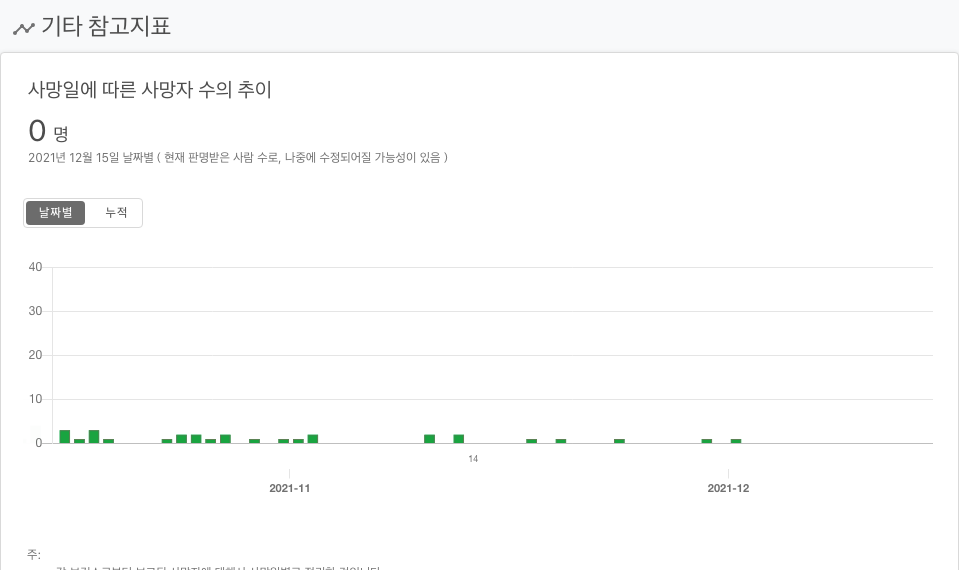 기타 참고지표
사망일에 따른 사망자 수의 추이
0 명
2021년 12월 15일 날짜별 ( 현재 판명받은 사람 수로, 나중에 수정되어질 가능성이 있음 )
날짜별 누적
40
30
20
10
0
14
2021-11 2021-12
주: